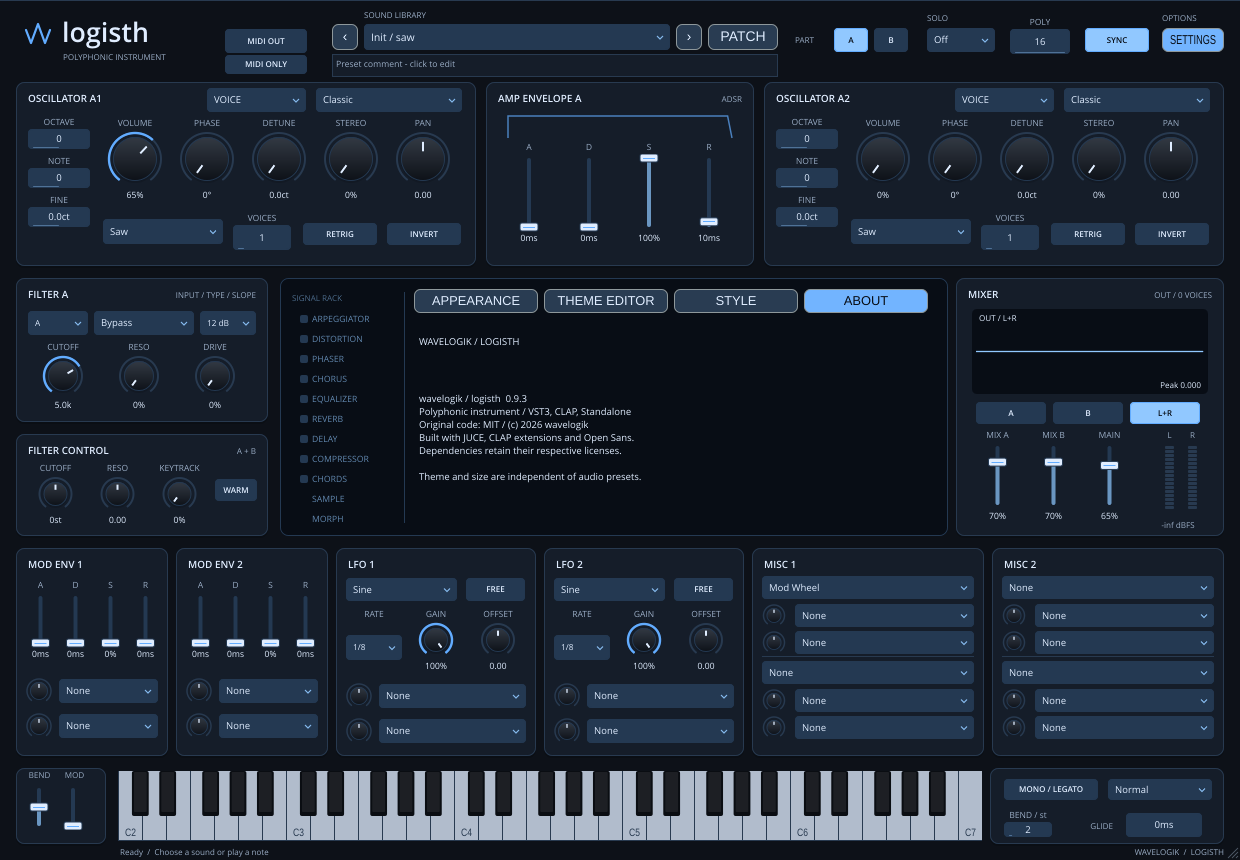 logisth
POLYPHONIC INSTRUMENT
MIDI OUT
MIDI ONLY
SOUND LIBRARY
‹
Init / saw
›
PATCH
Preset comment - click to edit
PART
A
B
SOLO
Off
POLY
16
SYNC
OPTIONS
SETTINGS
OSCILLATOR A1
VOICE
Classic
OCTAVE
0
NOTE
0
FINE
0.0ct
VOLUME
PHASE
DETUNE
STEREO
PAN
65%
0°
0.0ct
0%
0.00
Saw
VOICES
1
RETRIG
INVERT
AMP ENVELOPE A
ADSR
A
D
S
R
0ms
0ms
100%
10ms
OSCILLATOR A2
VOICE
Classic
OCTAVE
0
NOTE
0
FINE
0.0ct
VOLUME
PHASE
DETUNE
STEREO
PAN
0%
0°
0.0ct
0%
0.00
Saw
VOICES
1
RETRIG
INVERT
FILTER A
INPUT / TYPE / SLOPE
A
Bypass
12 dB
CUTOFF
RESO
DRIVE
5.0k
0%
0%
FILTER CONTROL
A + B
CUTOFF
RESO
KEYTRACK
WARM
0st
0.00
0%
SIGNAL RACK
ARPEGGIATOR
DISTORTION
PHASER
CHORUS
EQUALIZER
REVERB
DELAY
COMPRESSOR
CHORDS
SAMPLE
MORPH
APPEARANCE
THEME EDITOR
STYLE
ABOUT
WAVELOGIK / LOGISTH
wavelogik / logisth 0.9.3
Polyphonic instrument / VST3, CLAP, Standalone
Original code: MIT / (c) 2026 wavelogik
Built with JUCE, CLAP extensions and Open Sans.
Dependencies retain their respective licenses.
Theme and size are independent of audio presets.
MIXER
OUT / 0 VOICES
OUT / L+R
Peak 0.000
A
B
L+R
MIX A
MIX B
MAIN
L
R
70%
70%
65%
-inf dBFS
MOD ENV 1
A
D
S
R
0ms
0ms
0%
0ms
None
None
MOD ENV 2
A
D
S
R
0ms
0ms
0%
0ms
None
None
LFO 1
Sine
FREE
RATE
GAIN
OFFSET
1/8
100%
0.00
None
None
LFO 2
Sine
FREE
RATE
GAIN
OFFSET
1/8
100%
0.00
None
None
MISC 1
Mod Wheel
None
None
None
None
None
MISC 2
None
None
None
None
None
None
BEND
MOD
C2
C3
C4
C5
C6
C7
MONO / LEGATO
Normal
BEND / st
2
GLIDE
0ms
Ready / Choose a sound or play a note
WAVELOGIK / LOGISTH